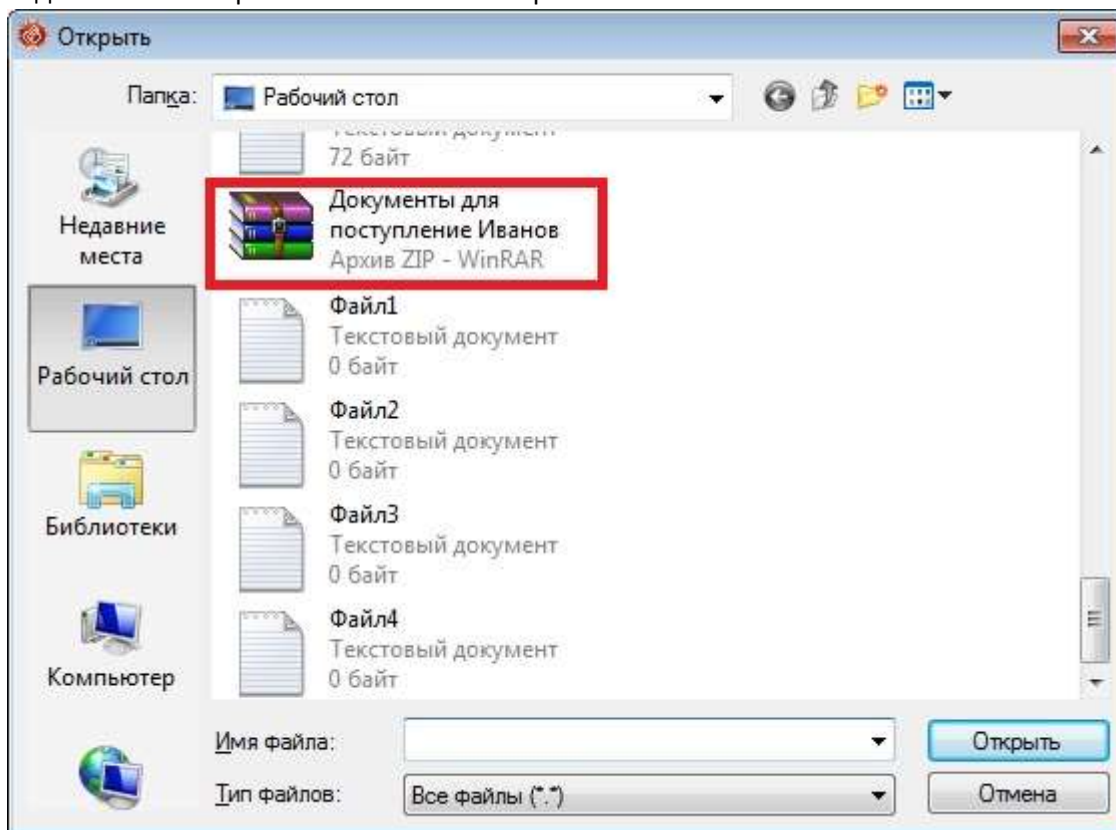 Открыть
Папка:
Рабочий стол
72 байт
Недавние
места
Рабочий стол
Библиотеки
Компьютер
Документы для
поступление Иванов
Архив ZIP - WinRAR
Файл1
Текстовый документ
0 байт
Файл2
Текстовый документ
0 байт
Файл3
Текстовый документ
0 байт
Файл4
Текстовый документ
0 байт
Имя файла:
Открыть
Тип файлов:
Все файлы (*.*)
Отмена